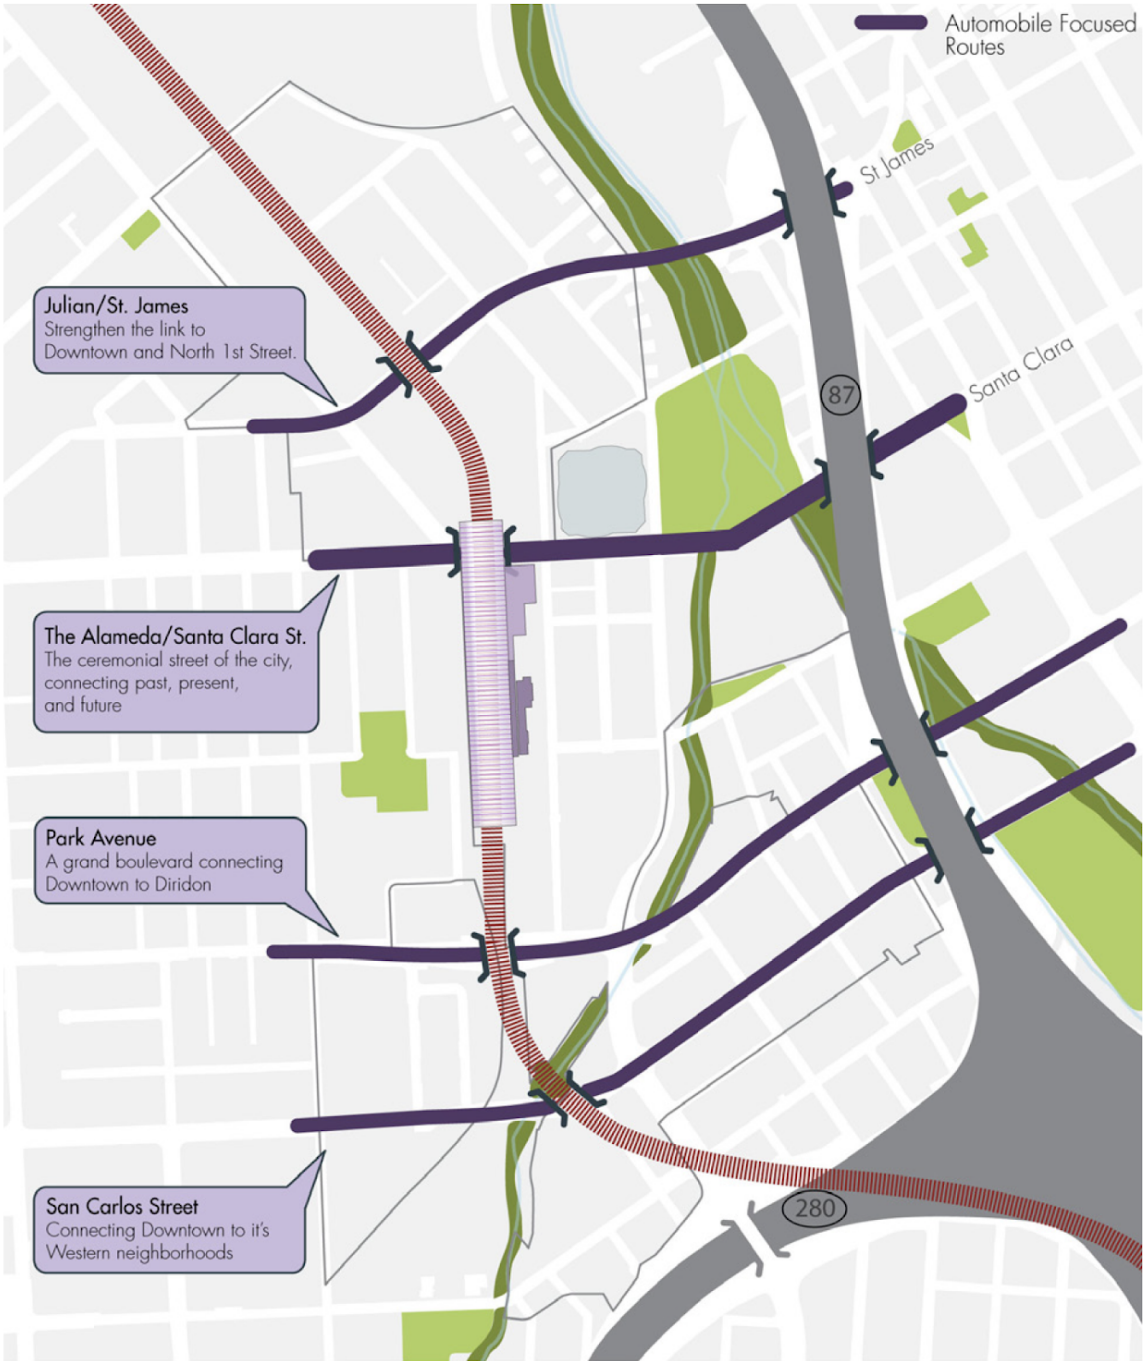 Automobile Focused
Routes
St James
Julian/St. James
Strengthen the link to
Downtown and North 1st Street.
87
Santa Clara
The Alameda/Santa Clara St.
The ceremonial street of the city,
connecting past, present,
and future
Park Avenue
A grand boulevard connecting
Downtown to Diridon
San Carlos Street
Connecting Downtown to it's
Western neighborhoods
280